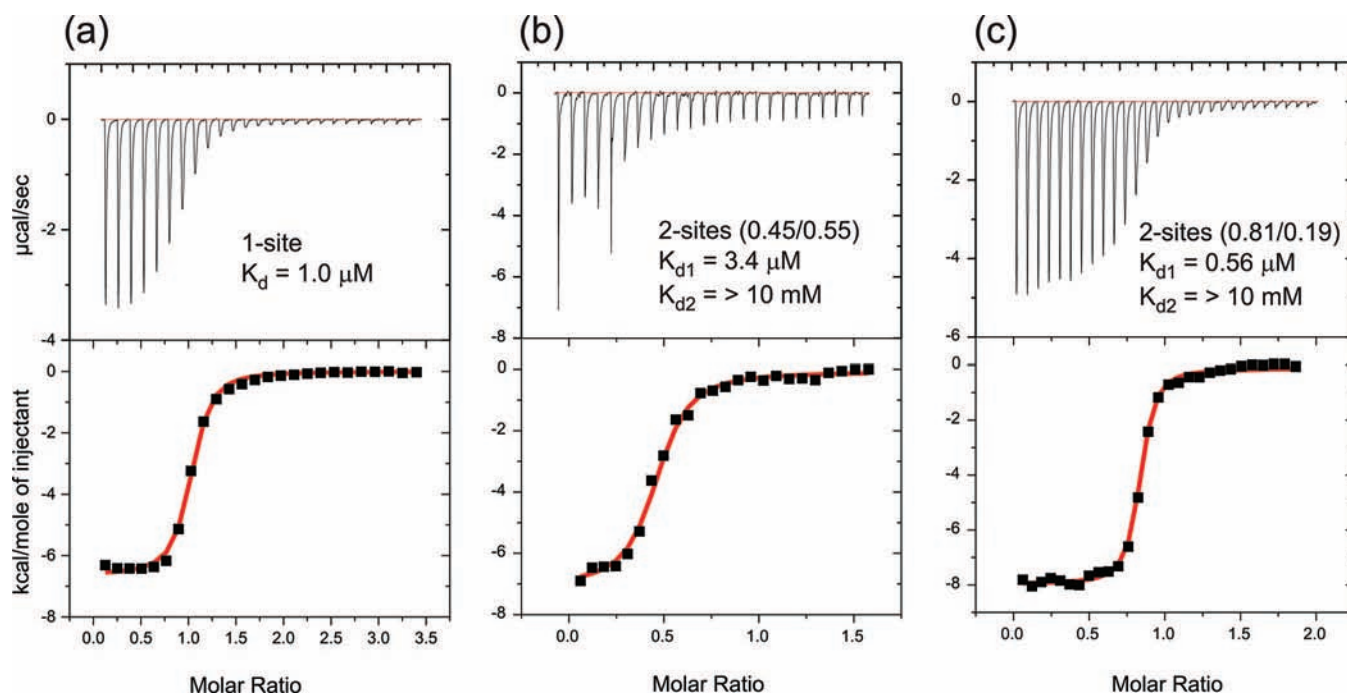 (a)
(b)
(c)
µcal/sec
0
-2
-4
1-site
Kd = 1.0 µM
0
-2
-4
-6
-8
2-sites (0.45/0.55)
Kd1 = 3.4 µM
Kd2 = > 10 mM
0
-2
-4
-6
2-sites (0.81/0.19)
Kd1 = 0.56 µM
Kd2 = > 10 mM
kcal/mole of injectant
0
-2
-4
-6
-8
0.0 0.5 1.0 1.5 2.0 2.5 3.0 3.5
Molar Ratio
0
-2
-4
-6
-8
0.0 0.5 1.0 1.5
Molar Ratio
0
-2
-4
-6
-8
-10
0.0 0.5 1.0 1.5 2.0
Molar Ratio